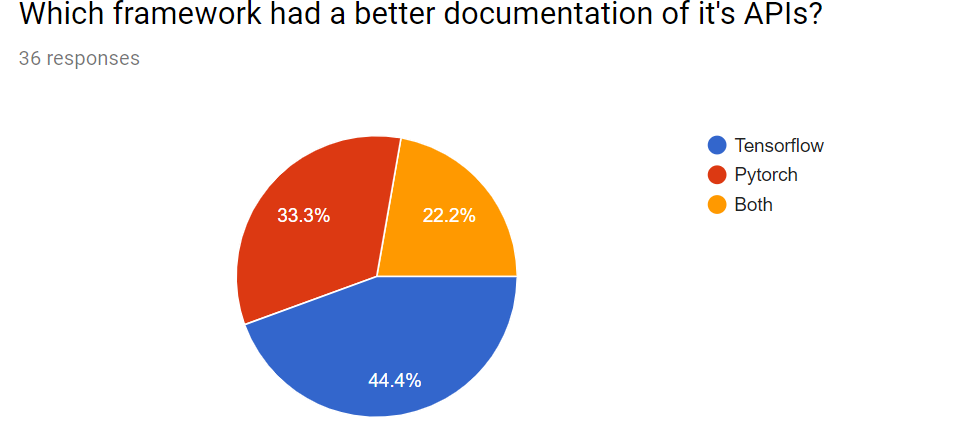 Which framework had a better documentation of it's APIs?
36 responses
Tensorflow
Pytorch
Both
33.3%
22.2%
44.4%